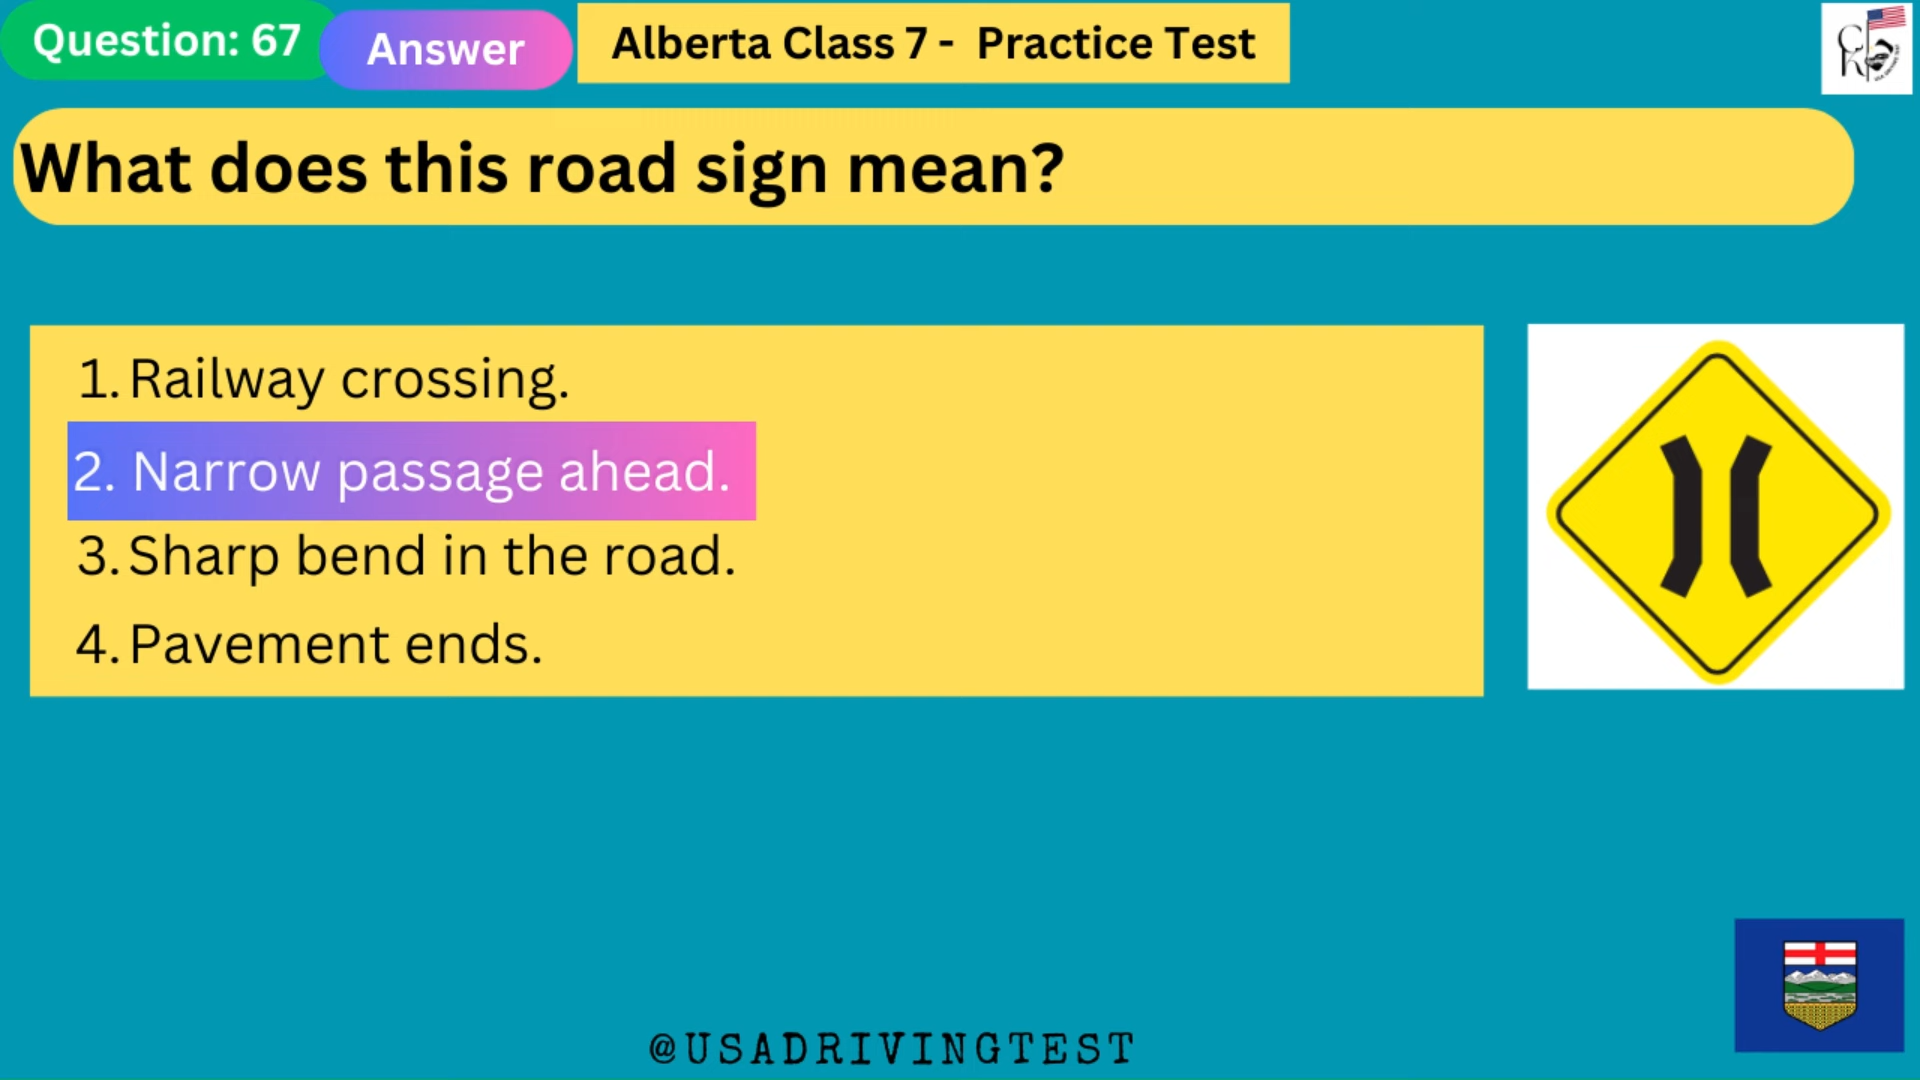 Question: 67
Answer
Alberta Class 7 - Practice Test
What does this road sign mean?
1. Railway crossing.
2. Narrow passage ahead.
3. Sharp bend in the road.
4. Pavement ends.
@USADRIVINGTEST